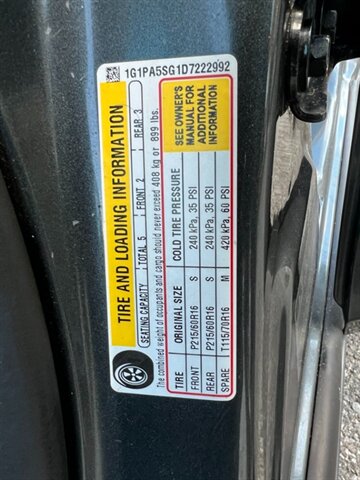 1G1PA5SG1D7222992
TIRE AND LOADING INFORMATION
SEATING CAPACITY TOTAL 5 FRONT 2 REAR 3
The combined weight of occupants and cargo should never exceed 408 kg or 899 lbs.
TIRE ORIGINAL SIZE COLD TIRE PRESSURE
FRONT P215/60R16 S 240 kPa, 35 PSI
REAR P215/60R16 S 240 kPa, 35 PSI
SPARE T115/70R16 M 420 kPa, 60 PSI
SEE OWNER'S
MANUAL FOR
ADDITIONAL
INFORMATION